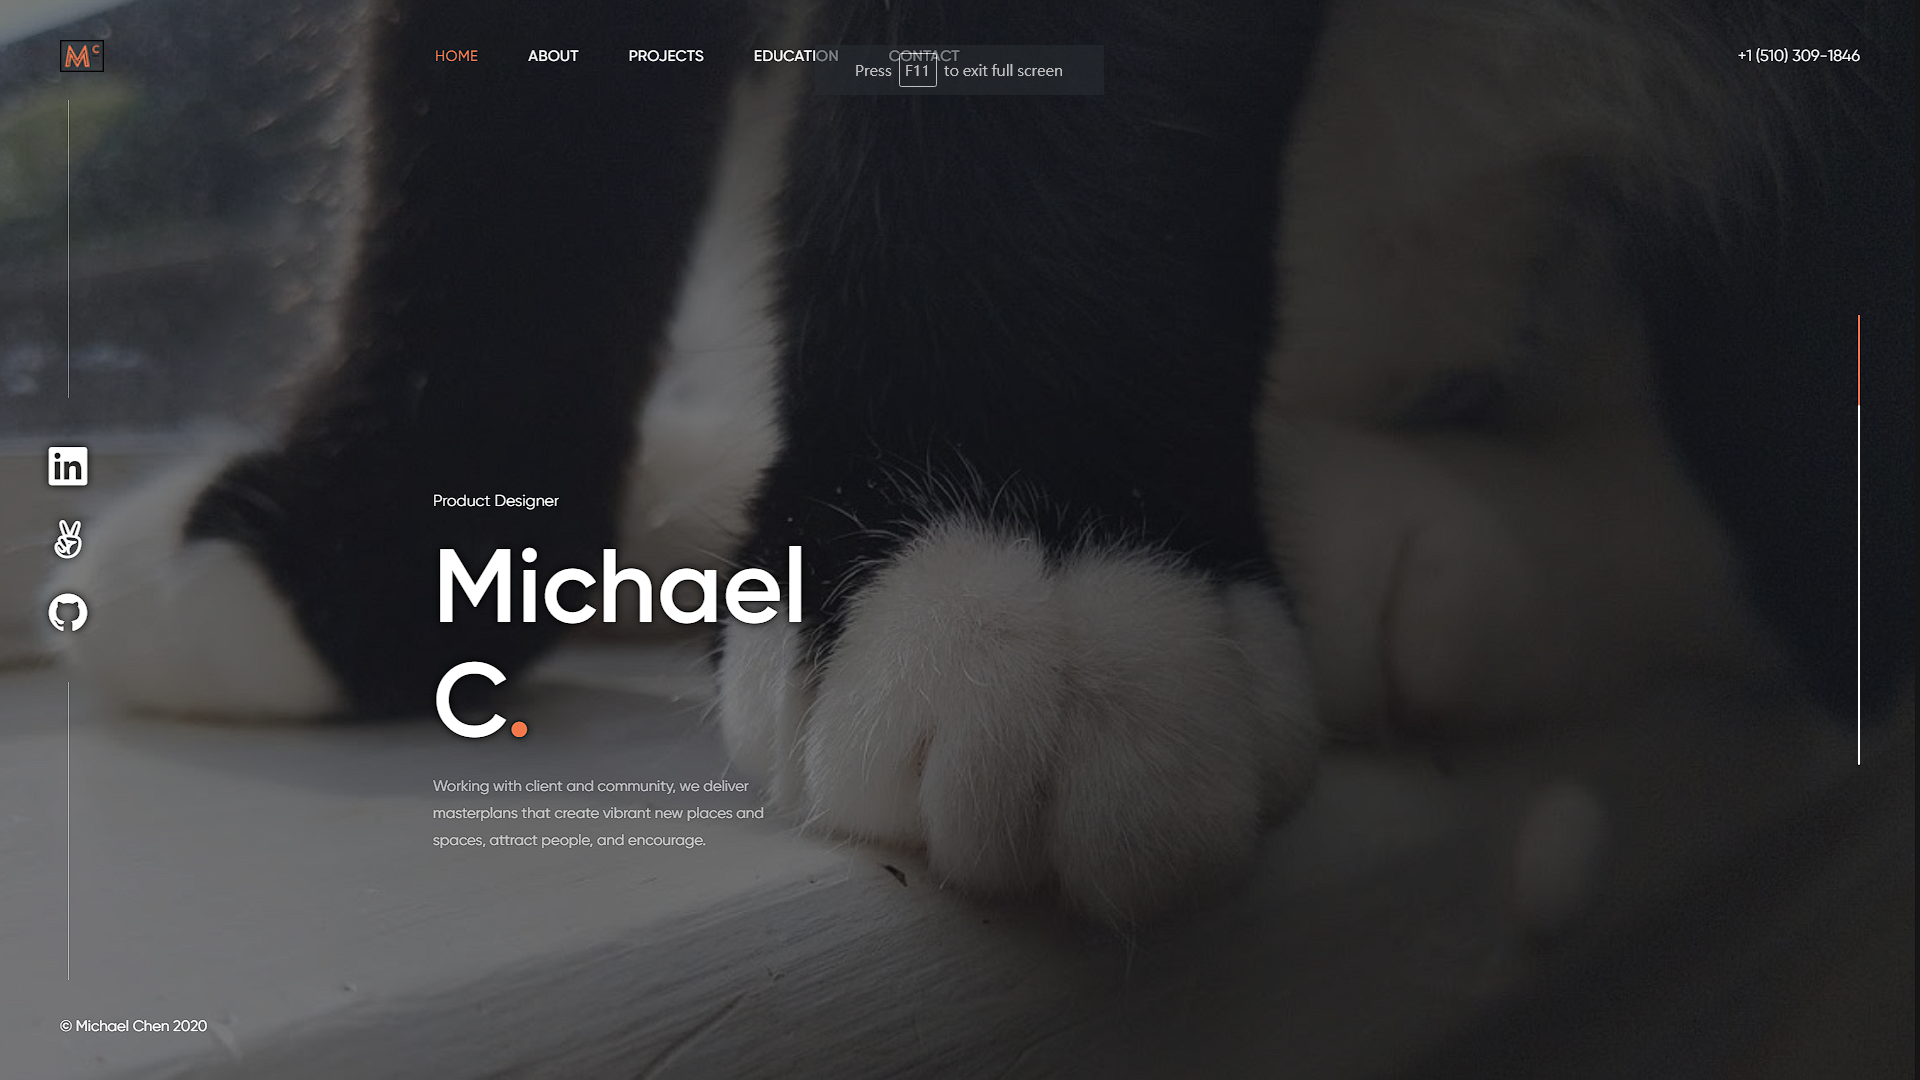 MC
HOME ABOUT PROJECTS EDUCATION CONTACT
+1 (510) 309-1846
Press F11 to exit full screen
in
Product Designer
Michael
C.
Working with client and community, we deliver
masterplans that create vibrant new places and
spaces, attract people, and encourage.
© Michael Chen 2020